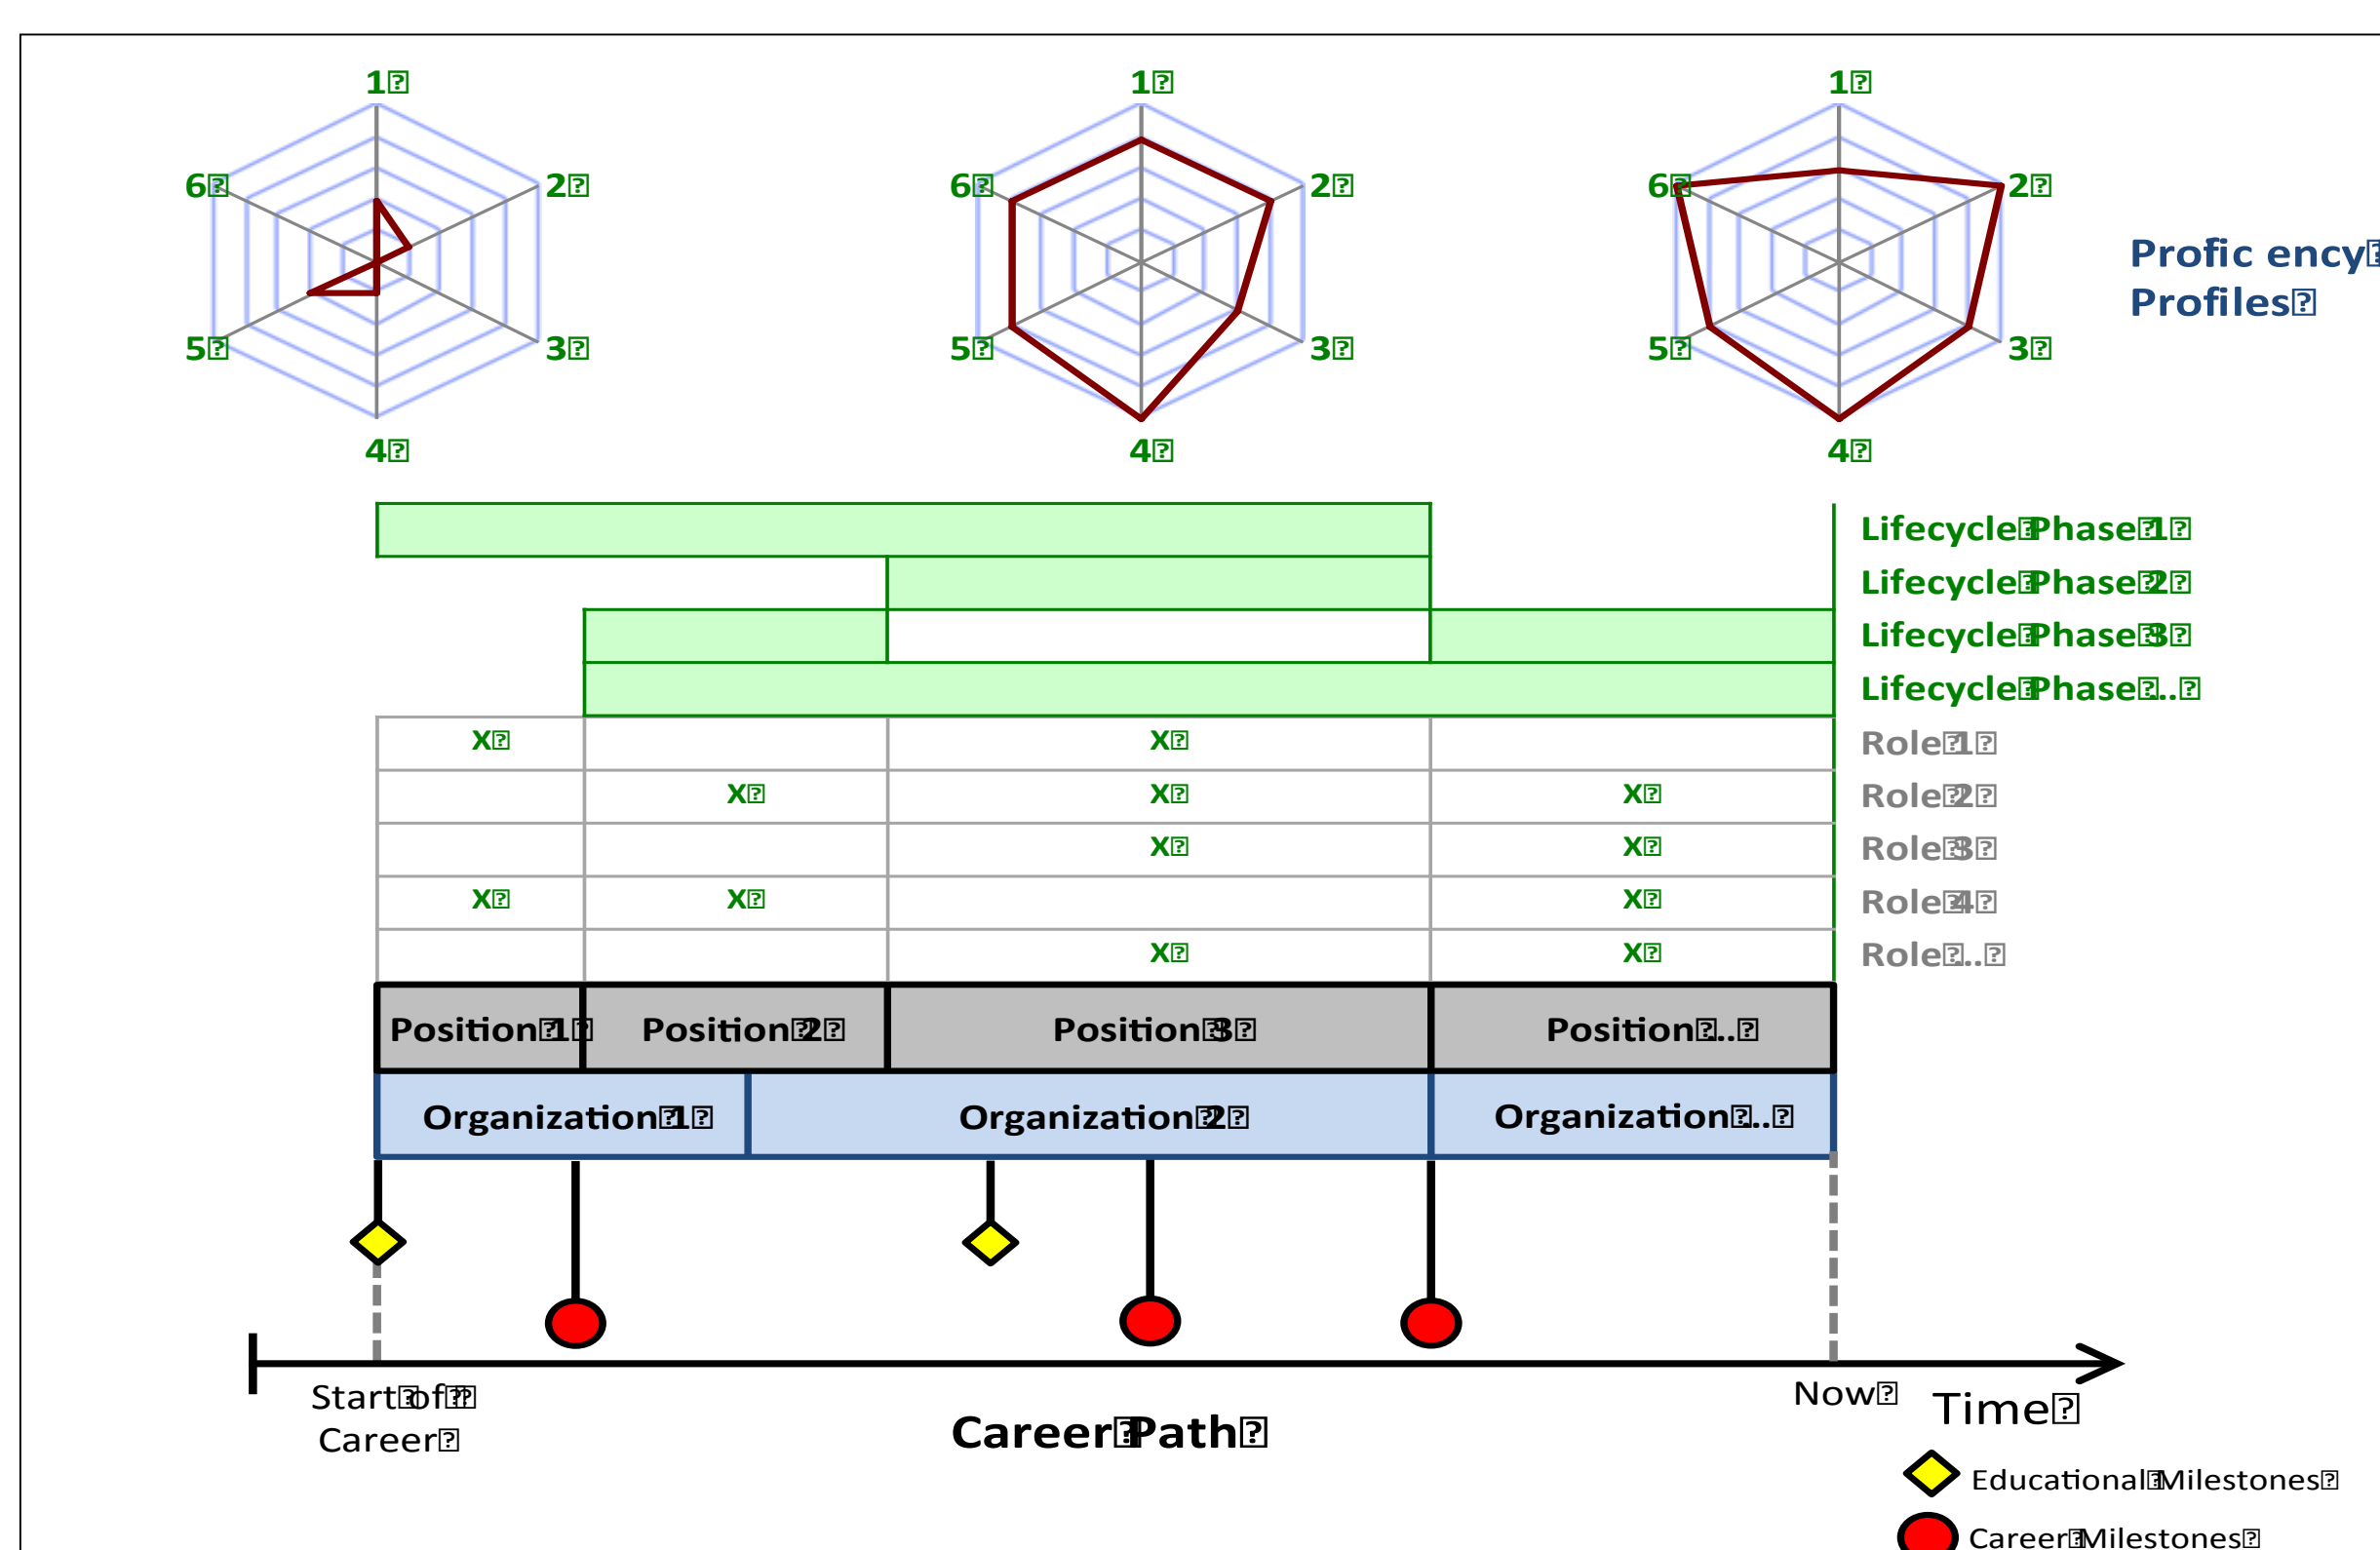 1
1
1
6
2
6
2
6
2
Proficency
Profiles
5
3
5
3
5
3
4
4
4
Lifecycle Phase 1
Lifecycle Phase 2
Lifecycle Phase 3
Lifecycle Phase ...
X X Role 1
X X X Role 2
X X Role 3
X X X Role 4
X X Role ...
Position 1 Position 2 Position 3 Position ...
Organization 1 Organization 2 Organization ...
Start of
Career
Now
Time
Career Path
Educational Milestones
Career Milestones